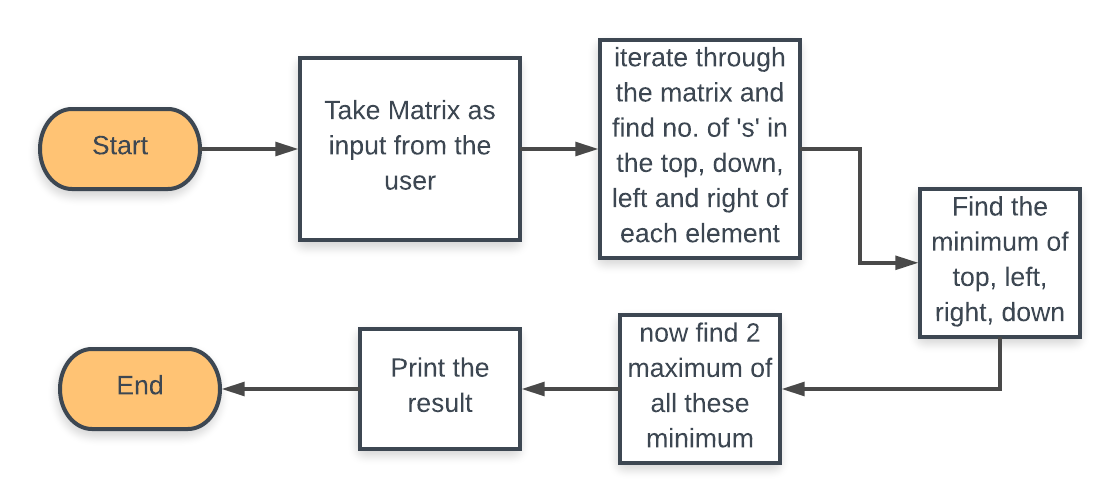 Start
Take Matrix as
input from the
user
iterate through
the matrix and
find no. of 's' in
the top, down,
left and right of
each element
Find the
minimum of
top, left,
right, down
now find 2
maximum of
all these
minimum
Print the
result
End